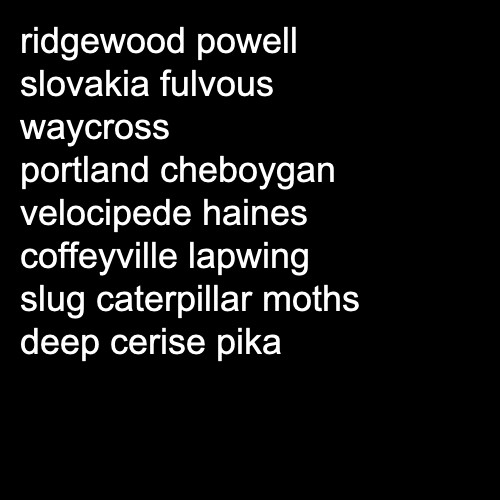 ridgewood powell
slovakia fulvous
waycross
portland cheboygan
velocipede haines
coffeyville lapwing
slug caterpillar moths
deep cerise pika